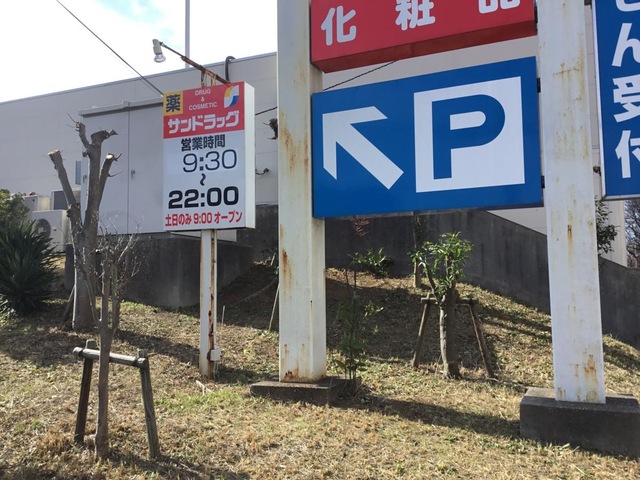 化粧品
薬
DRUG
&
COSMETIC
サンドラッグ
営業時間
9:30
~
22:00
土日のみ 9:00 オープン
P
せん受付